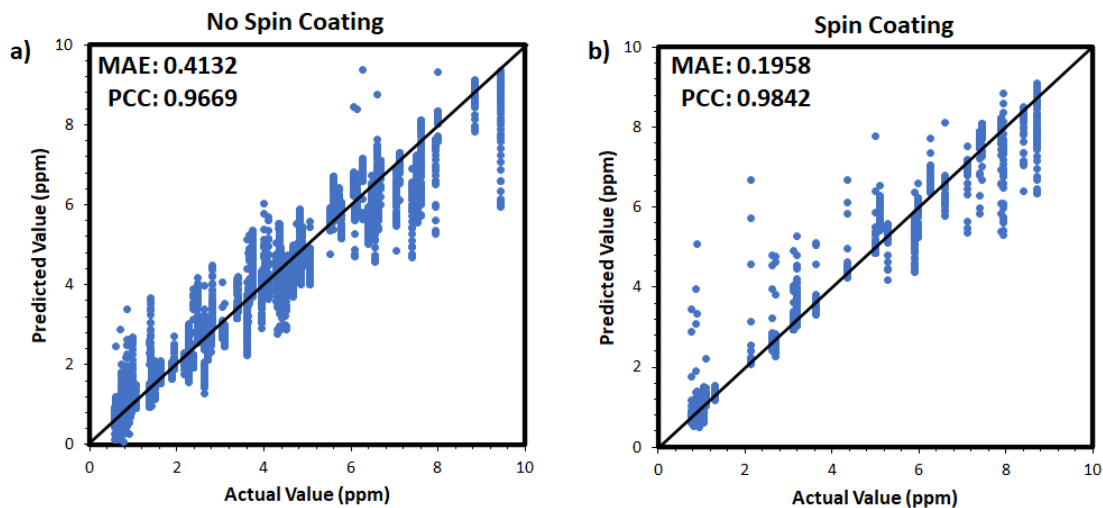 No Spin Coating
a)
MAE: 0.4132
PCC: 0.9669
Predicted Value (ppm)
10
8
6
4
2
0
0 2 4 6 8 10
Actual Value (ppm)
Spin Coating
b)
MAE: 0.1958
PCC: 0.9842
Predicted Value (ppm)
10
8
6
4
2
0
0 2 4 6 8 10
Actual Value (ppm)